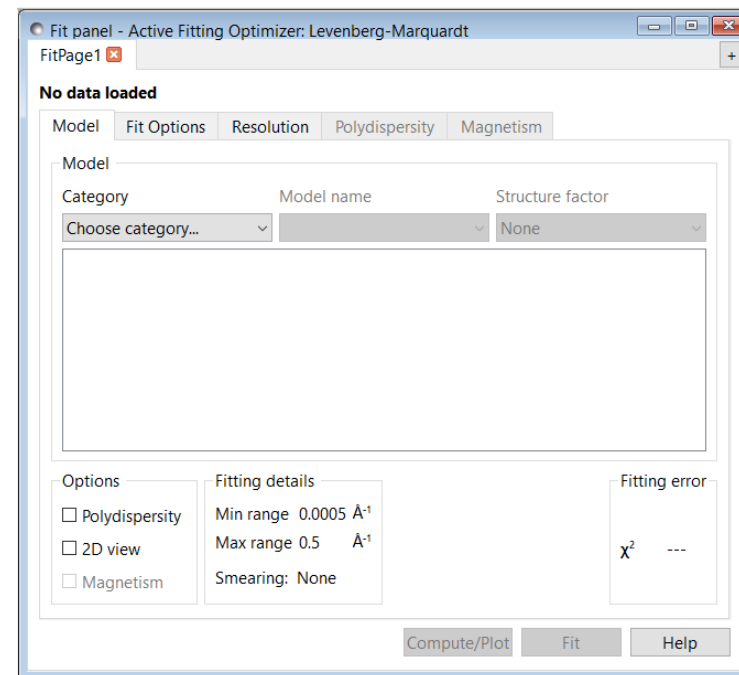 Fit panel - Active Fitting Optimizer: Levenberg-Marquardt
FitPage1
+
No data loaded
Model Fit Options Resolution Polydispersity Magnetism
Model
Category Model name Structure factor
Choose category... None
Options Fitting details Fitting error
Polydispersity Min range 0.0005 Å⁻¹
2D view Max range 0.5 Å⁻¹ χ² ---
Magnetism Smearing: None
Compute/Plot Fit Help